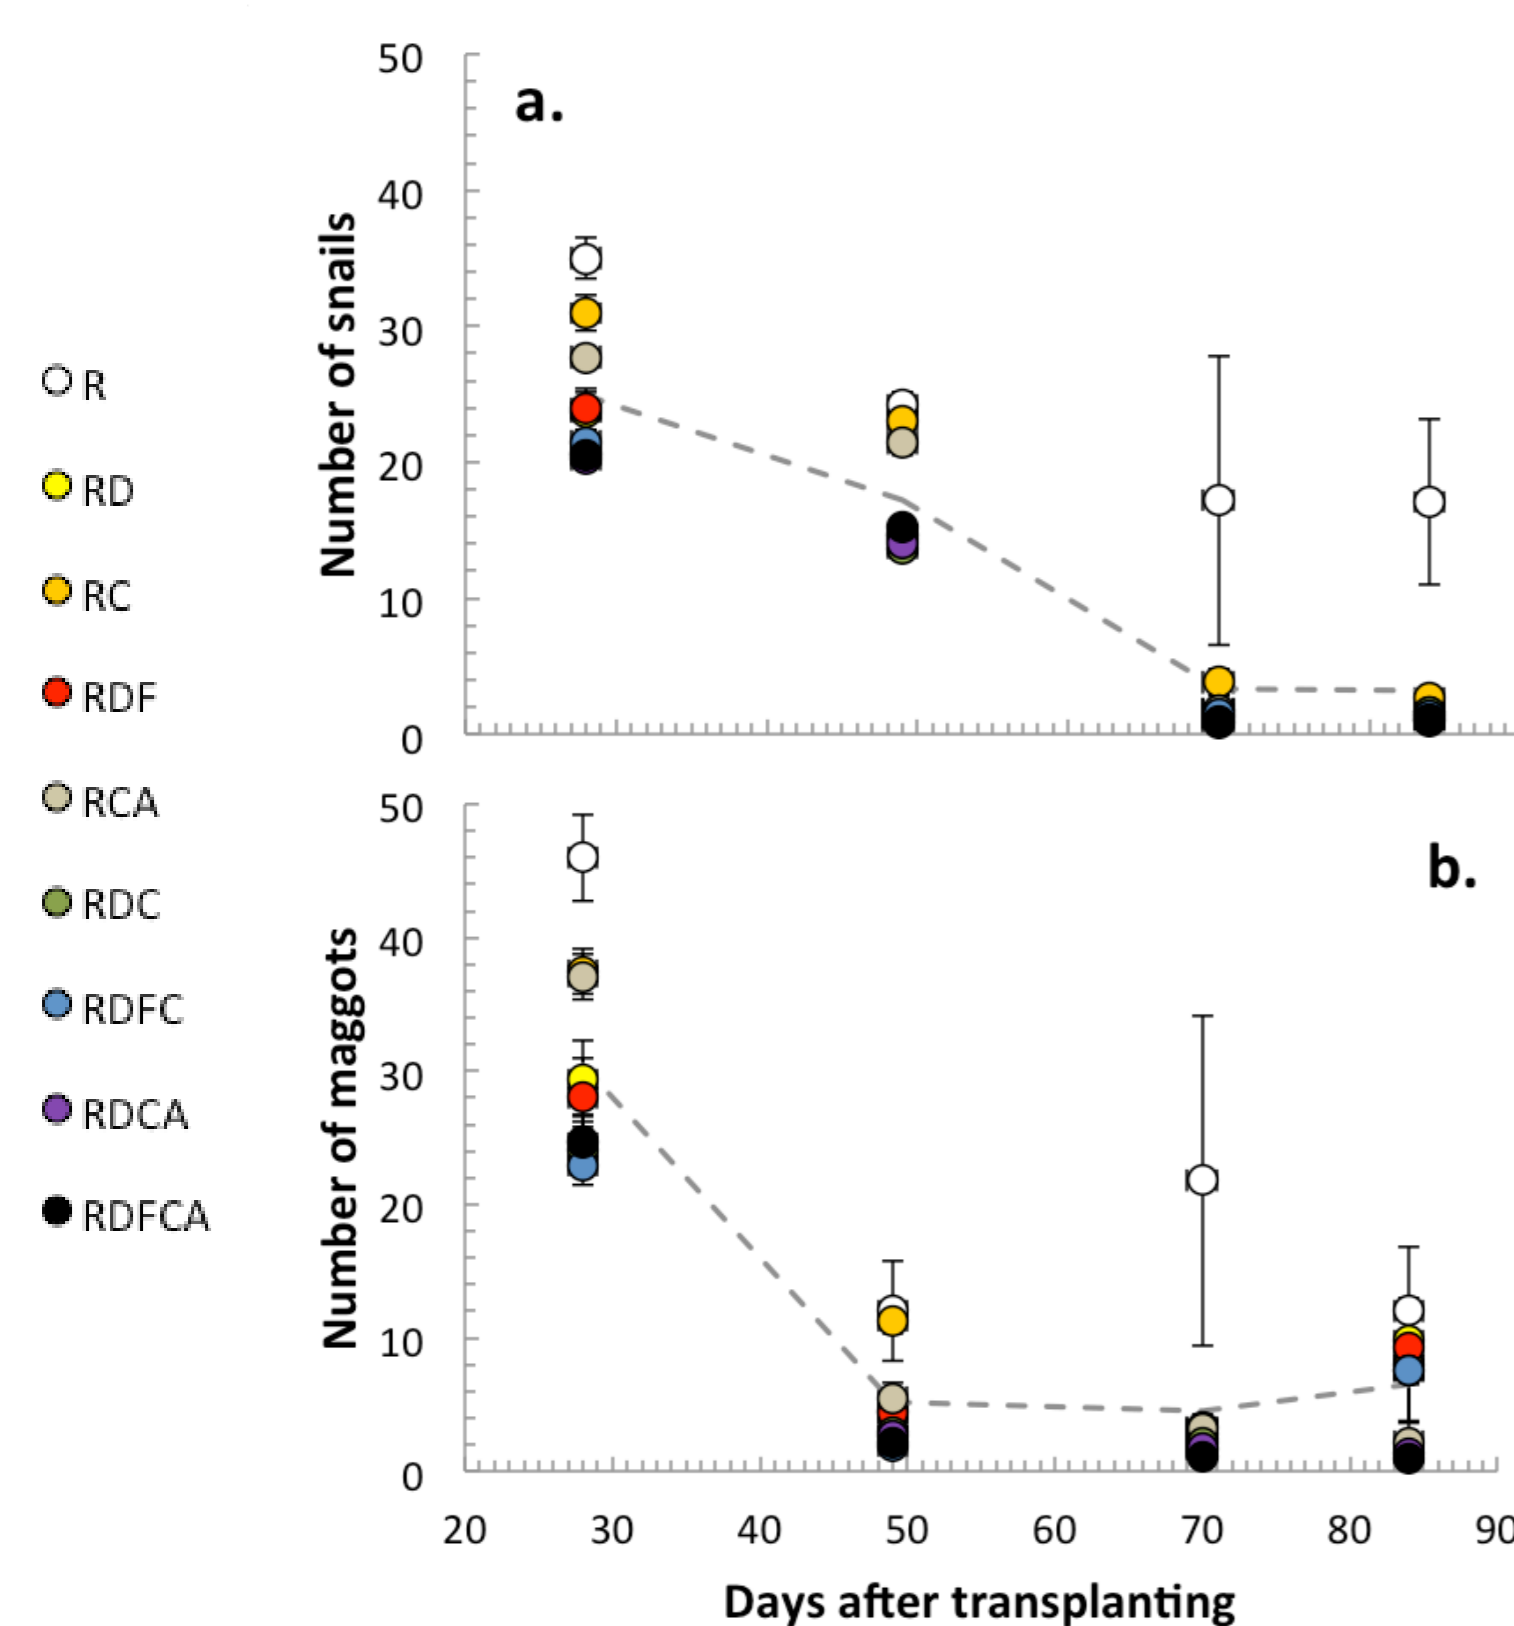 R
RD
RC
RDF
RCA
RDC
RDFC
RDCA
RDFCA
a.
Number of snails
50
40
30
20
10
0
b.
Number of maggots
50
40
30
20
10
0
20 30 40 50 60 70 80 90
Days after transplanting